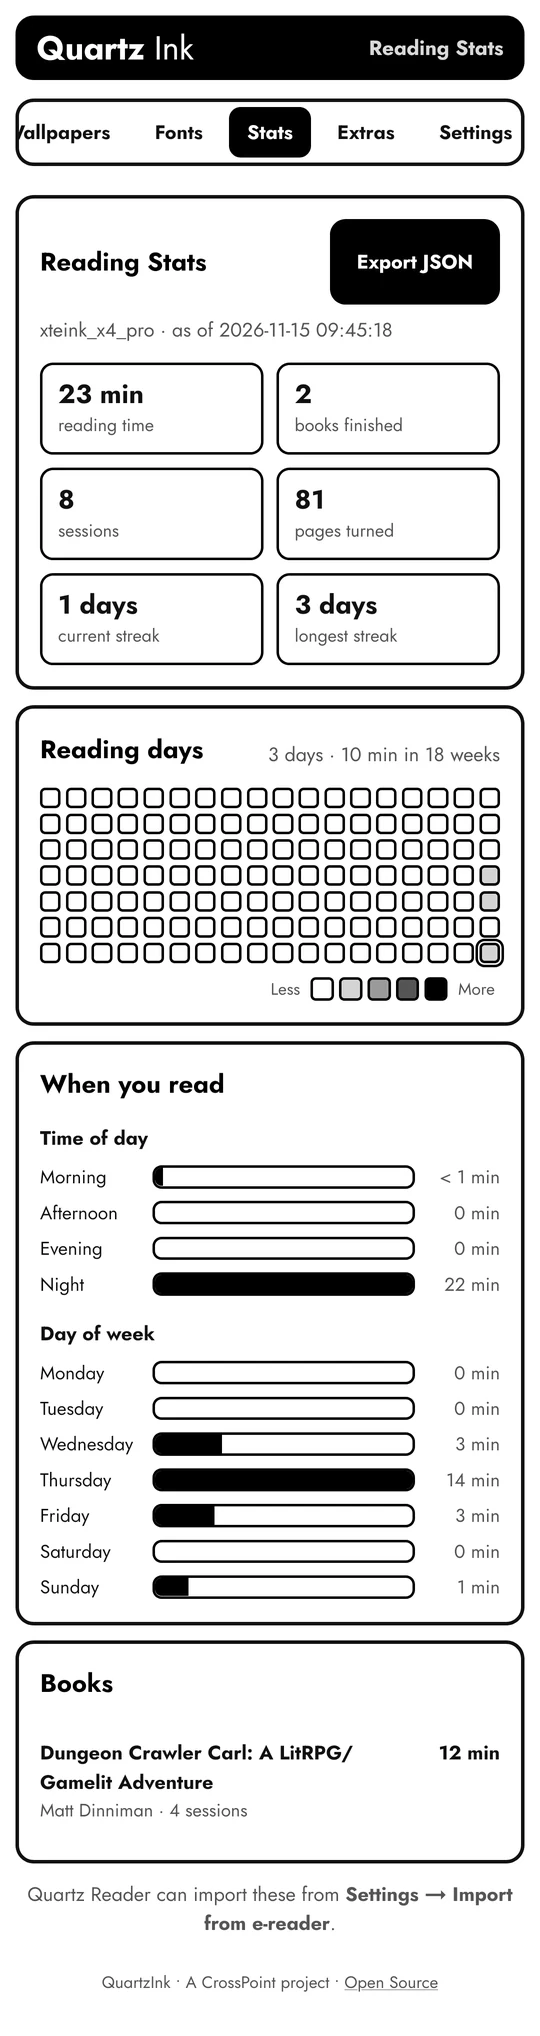 Quartz Ink
Reading Stats
Wallpapers Fonts Stats Extras Settings
Reading Stats
Export JSON
xteink_x4_pro · as of 2026-11-15 09:45:18
23 min
reading time
2
books finished
8
sessions
81
pages turned
1 days
current streak
3 days
longest streak
Reading days
3 days · 10 min in 18 weeks
Less
More
When you read
Time of day
Morning < 1 min
Afternoon 0 min
Evening 0 min
Night 22 min
Day of week
Monday 0 min
Tuesday 0 min
Wednesday 3 min
Thursday 14 min
Friday 3 min
Saturday 0 min
Sunday 1 min
Books
Dungeon Crawler Carl: A LitRPG/ 12 min
Gamelit Adventure
Matt Dinniman · 4 sessions
Quartz Reader can import these from Settings → Import
from e-reader.
QuartzInk · A CrossPoint project · Open Source